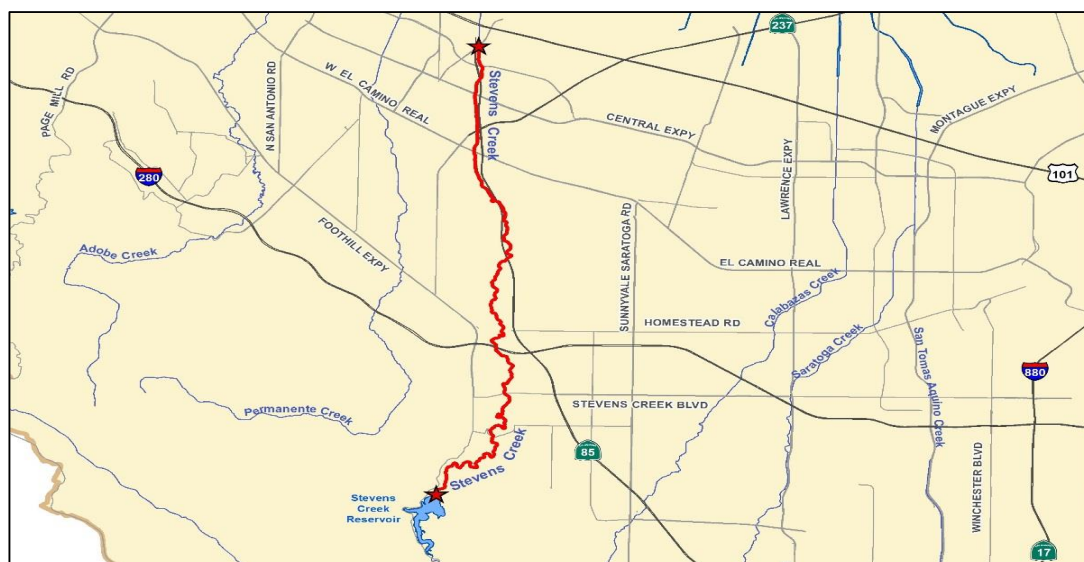 237
PAGE MILL RD
N SAN ANTONIO RD
W EL CAMINO REAL
Stevens Creek
CENTRAL EXPY
MONTAGUE EXPY
LAWRENCE EXPY
101
280
FOOTHILL EXPY
SUNNYVALE SARATOGA RD
Adobe Creek
EL CAMINO REAL
Calabazas Creek
HOMESTEAD RD
Saratoga Creek
San Tomas Aquino Creek
880
Permanente Creek
STEVENS CREEK BLVD
Stevens Creek
85
WINCHESTER BLVD
Stevens
Creek
Reservoir
17